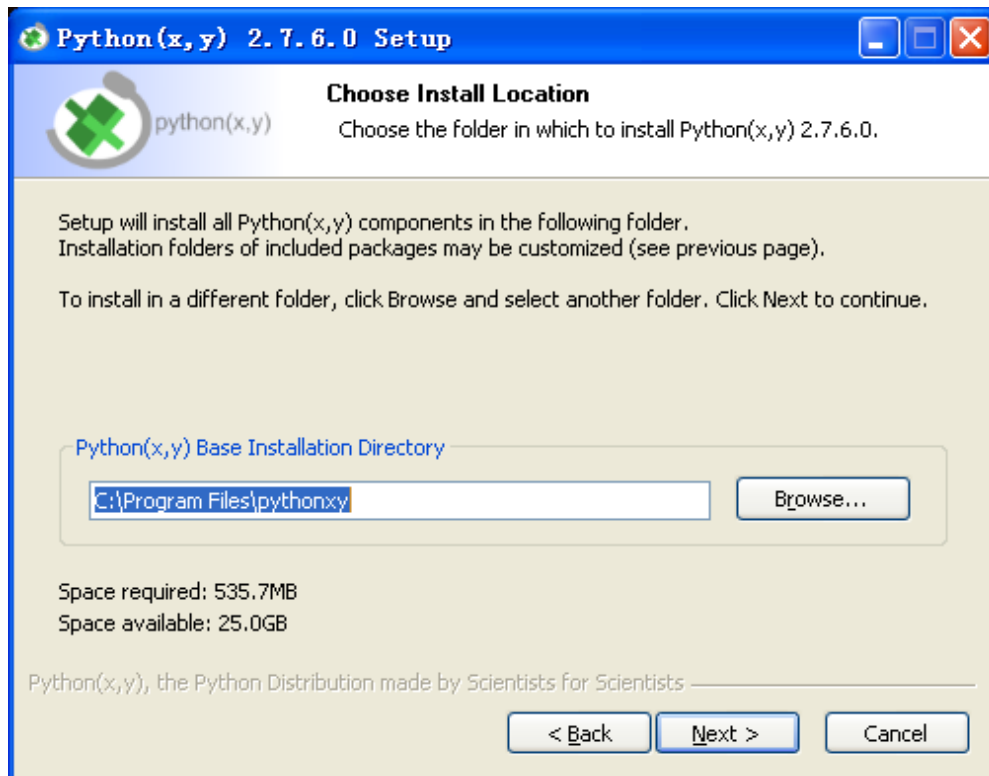 Python(x,y) 2.7.6.0 Setup
python(x,y)
Choose Install Location
Choose the folder in which to install Python(x,y) 2.7.6.0.
Setup will install all Python(x,y) components in the following folder.
Installation folders of included packages may be customized (see previous page).
To install in a different folder, click Browse and select another folder. Click Next to continue.
Python(x,y) Base Installation Directory
C:\Program Files\pythonxy
Browse...
Space required: 535.7MB
Space available: 25.0GB
Python(x,y), the Python Distribution made by Scientists for Scientists
< Back
Next >
Cancel